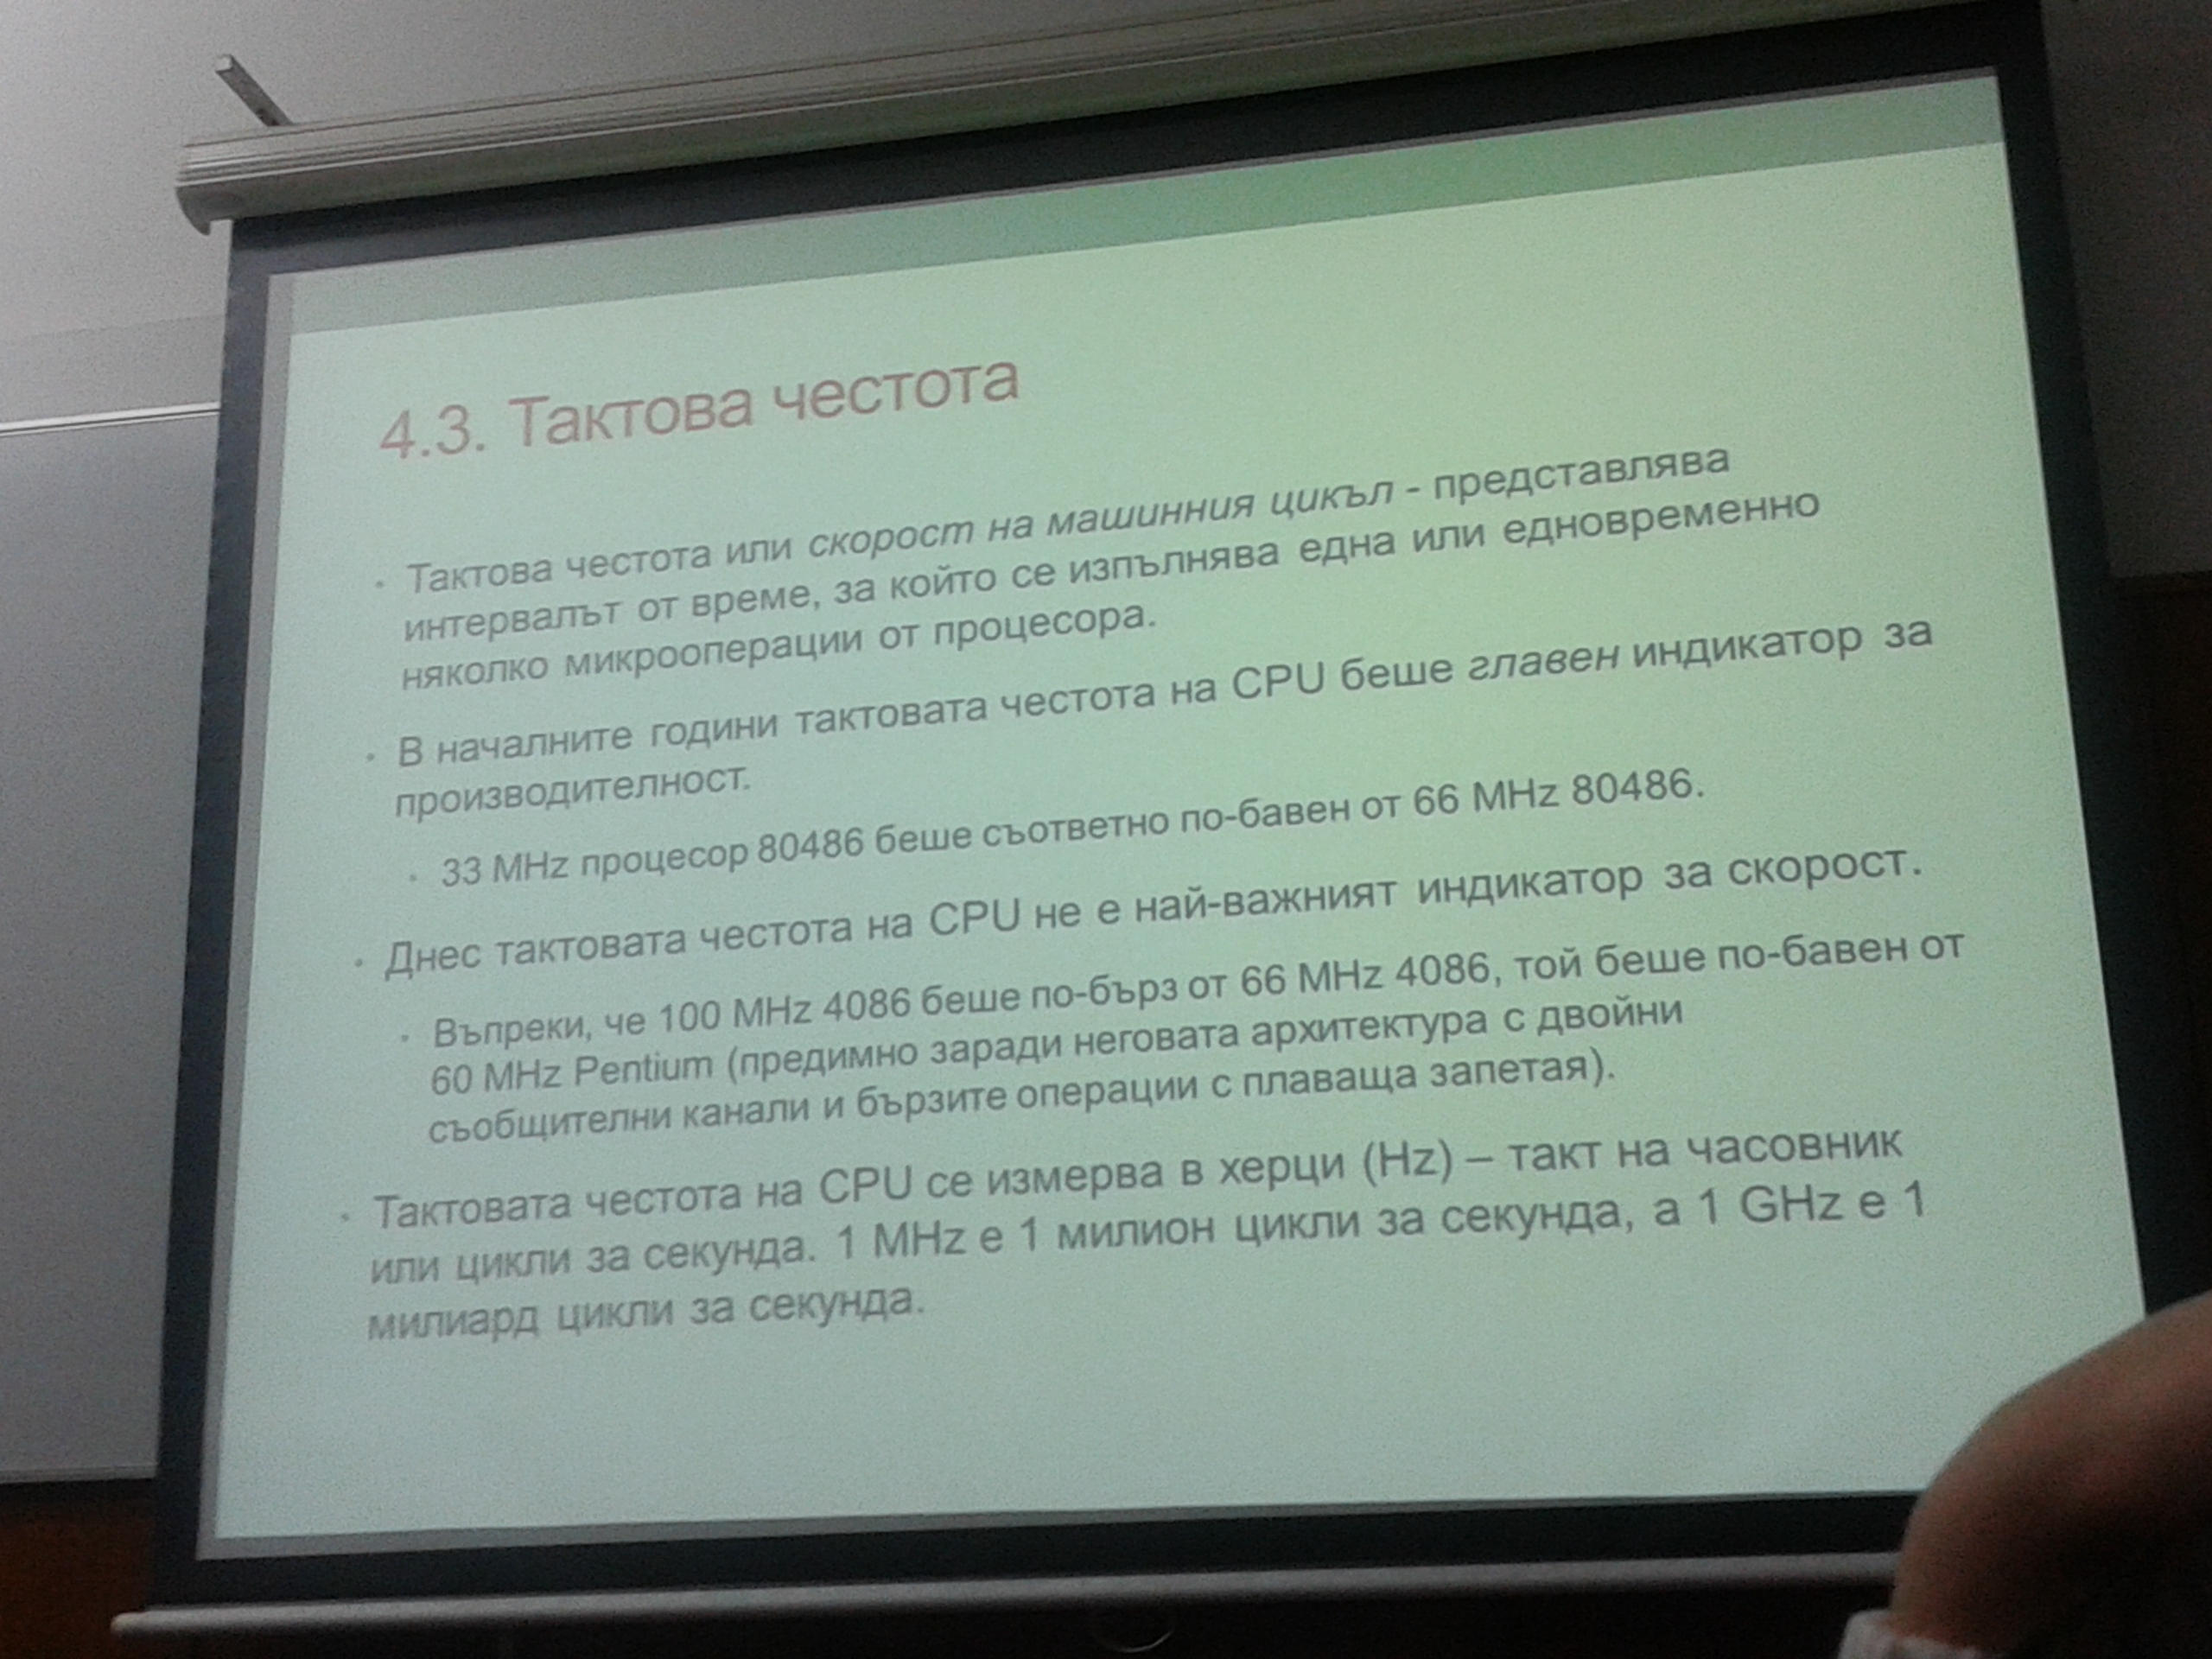 4.3. Тактова честота
• Тактова честота или скорост на машинния цикъл - представлява
интервалът от време, за който се изпълнява една или едновременно
няколко микрооперации от процесора.
• В началните години тактовата честота на CPU беше главен индикатор за
производителност.
• 33 MHz процесор 80486 беше съответно по-бавен от 66 MHz 80486.
• Днес тактовата честота на CPU не е най-важният индикатор за скорост.
• Въпреки, че 100 MHz 4086 беше по-бърз от 66 MHz 4086, той беше по-бавен от
60 MHz Pentium (предимно заради неговата архитектура с двойни
съобщителни канали и бързите операции с плаваща запетая).
• Тактовата честота на CPU се измерва в херци (Hz) – такт на часовник
или цикли за секунда. 1 MHz е 1 милион цикли за секунда, а 1 GHz е 1
милиард цикли за секунда.